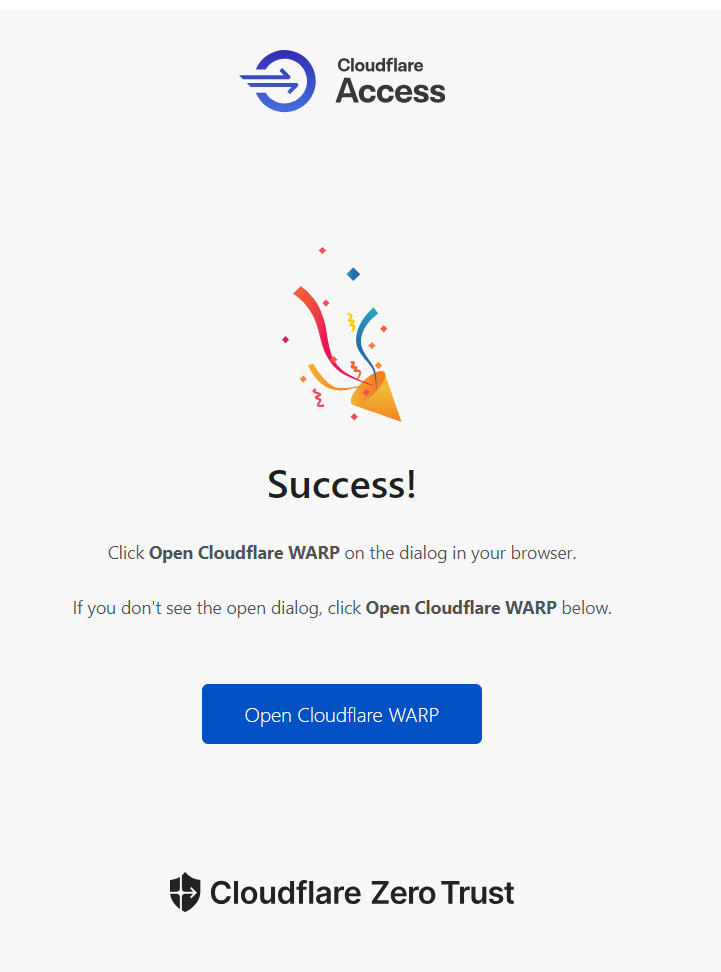 Cloudflare
Access
Success!
Click Open Cloudflare WARP on the dialog in your browser.
If you don't see the open dialog, click Open Cloudflare WARP below.
Open Cloudflare WARP
Cloudflare Zero Trust